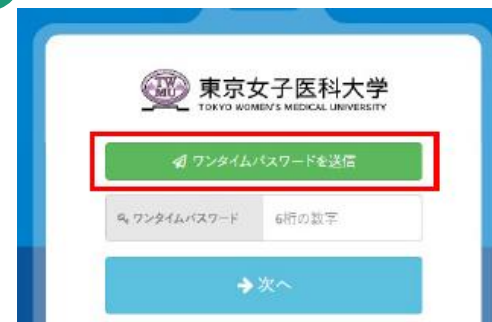 TWMU
東京女子医科大学
TOKYO WOMEN'S MEDICAL UNIVERSITY
ワンタイムパスワードを送信
ワンタイムパスワード 6桁の数字
次へ